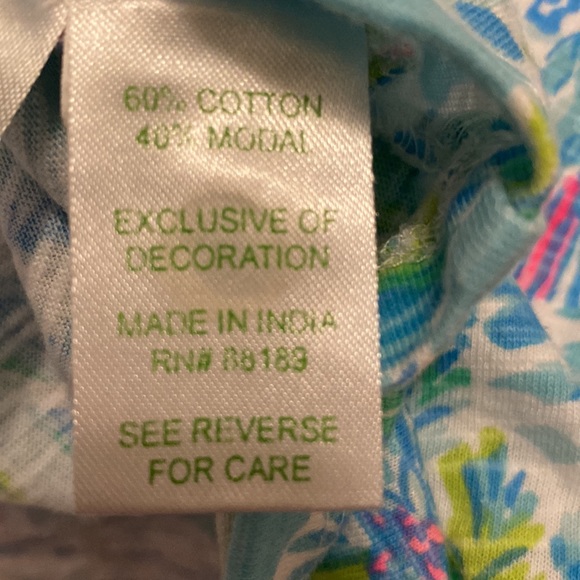 60% COTTON
40% MODAL
EXCLUSIVE OF
DECORATION
MADE IN INDIA
RN# 88189
SEE REVERSE
FOR CARE